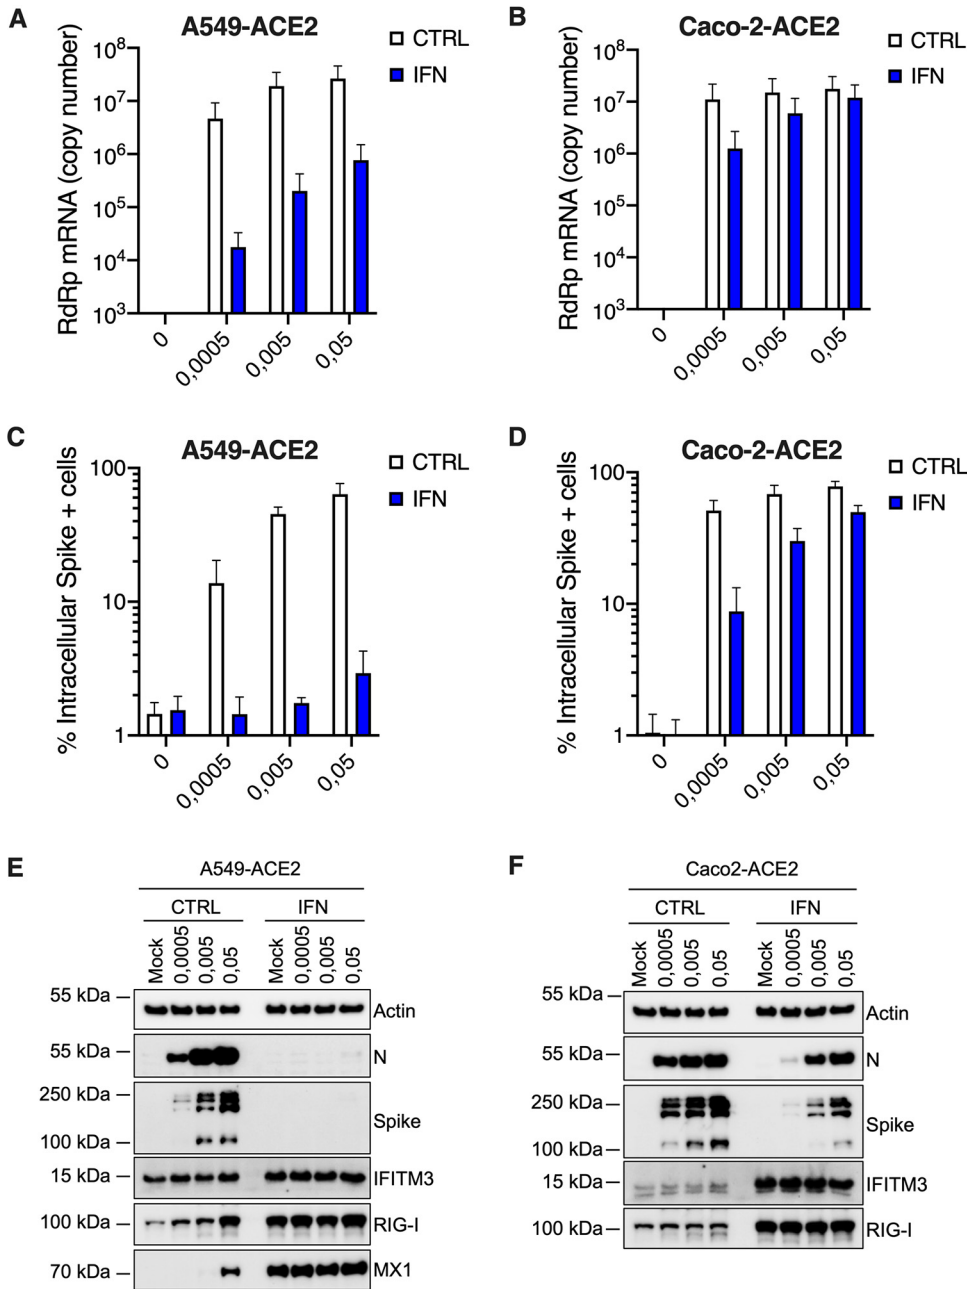 A
A549-ACE2
CTRL
IFN
RdRp mRNA (copy number)
10⁸
10⁷
10⁶
10⁵
10⁴
10³
0
0,0005
0,005
0,05
B
Caco-2-ACE2
CTRL
IFN
RdRp mRNA (copy number)
10⁸
10⁷
10⁶
10⁵
10⁴
10³
0
0,0005
0,005
0,05
C
A549-ACE2
CTRL
IFN
% Intracellular Spike + cells
100
10
1
0
0,0005
0,005
0,05
D
Caco-2-ACE2
CTRL
IFN
% Intracellular Spike + cells
100
10
1
0
0,0005
0,005
0,05
E
A549-ACE2
CTRL IFN
Mock 0,0005 0,005 0,05 Mock 0,0005 0,005 0,05
55 kDa Actin
55 kDa N
250 kDa
Spike
100 kDa
15 kDa IFITM3
100 kDa RIG-I
70 kDa MX1
F
Caco2-ACE2
CTRL IFN
Mock 0,0005 0,005 0,05 Mock 0,0005 0,005 0,05
55 kDa
Actin
55 kDa N
250 kDa
Spike
100 kDa
15 kDa IFITM3
100 kDa RIG-I